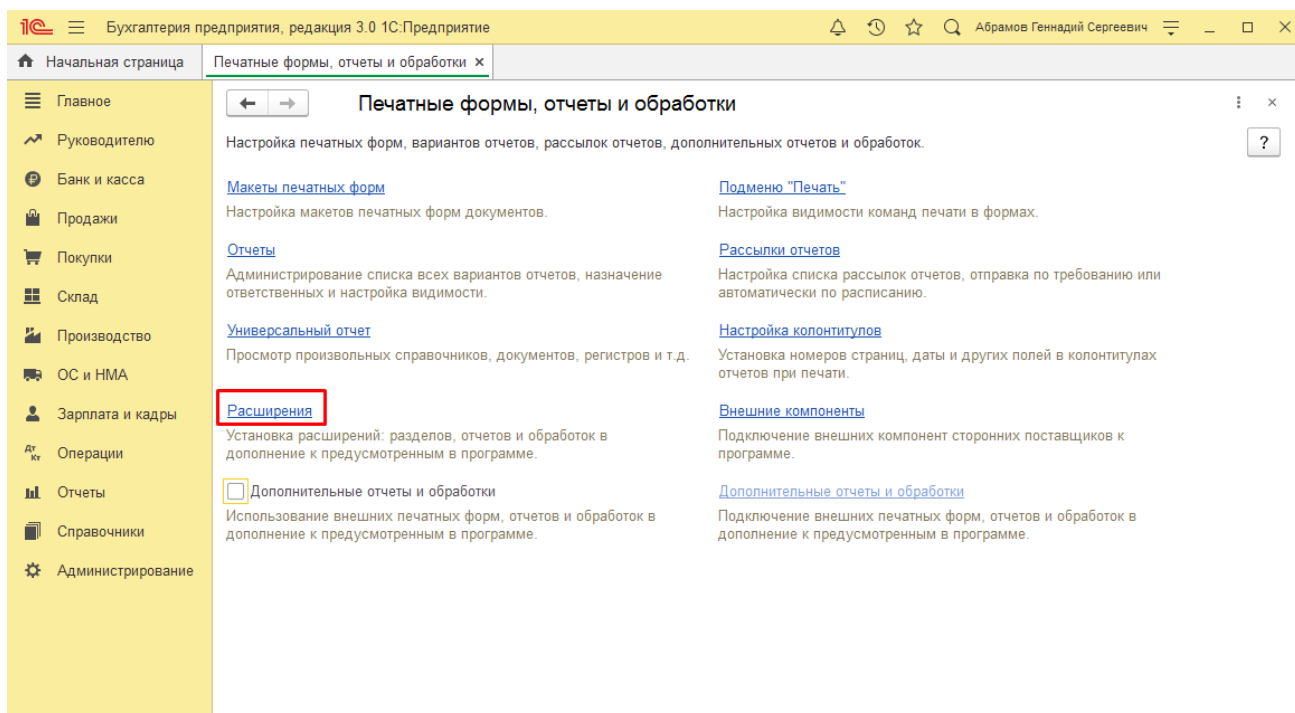 1С Бухгалтерия предприятия, редакция 3.0 1С:Предприятие Абрамов Геннадий Сергеевич
Начальная страница Печатные формы, отчеты и обработки ×
Главное
Руководителю
Банк и касса
Продажи
Покупки
Склад
Производство
ОС и НМА
Зарплата и кадры
Дт Кт Операции
Отчеты
Справочники
Администрирование
Печатные формы, отчеты и обработки
Настройка печатных форм, вариантов отчетов, рассылок отчетов, дополнительных отчетов и обработок. ?
Макеты печатных форм
Настройка макетов печатных форм документов.
Подменю "Печать"
Настройка видимости команд печати в формах.
Отчеты
Администрирование списка всех вариантов отчетов, назначение
ответственных и настройка видимости.
Рассылки отчетов
Настройка списка рассылок отчетов, отправка по требованию или
автоматически по расписанию.
Универсальный отчет
Просмотр произвольных справочников, документов, регистров и т.д.
Настройка колонтитулов
Установка номеров страниц, даты и других полей в колонтитулах
отчетов при печати.
Расширения
Установка расширений: разделов, отчетов и обработок в
дополнение к предусмотренным в программе.
Внешние компоненты
Подключение внешних компонент сторонних поставщиков к
программе.
Дополнительные отчеты и обработки
Использование внешних печатных форм, отчетов и обработок в
дополнение к предусмотренным в программе.
Дополнительные отчеты и обработки
Подключение внешних печатных форм, отчетов и обработок в
дополнение к предусмотренным в программе.